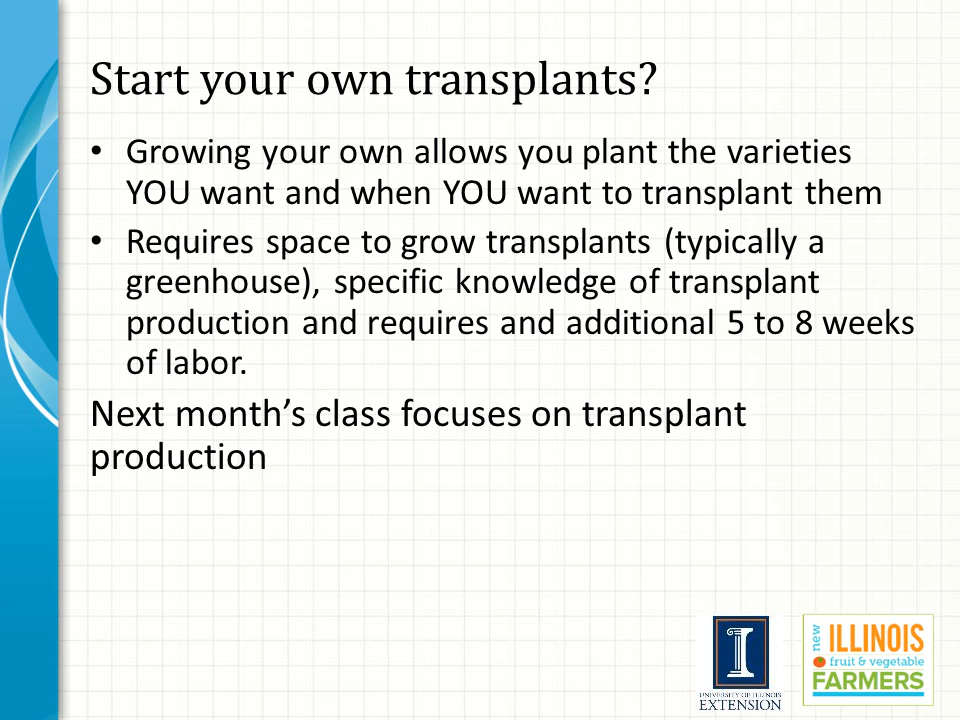 Start your own transplants?
• Growing your own allows you plant the varieties
YOU want and when YOU want to transplant them
• Requires space to grow transplants (typically a
greenhouse), specific knowledge of transplant
production and requires and additional 5 to 8 weeks
of labor.
Next month’s class focuses on transplant
production
I
UNIVERSITY OF ILLINOIS
EXTENSION
new
ILLINOIS
fruit & vegetable
FARMERS